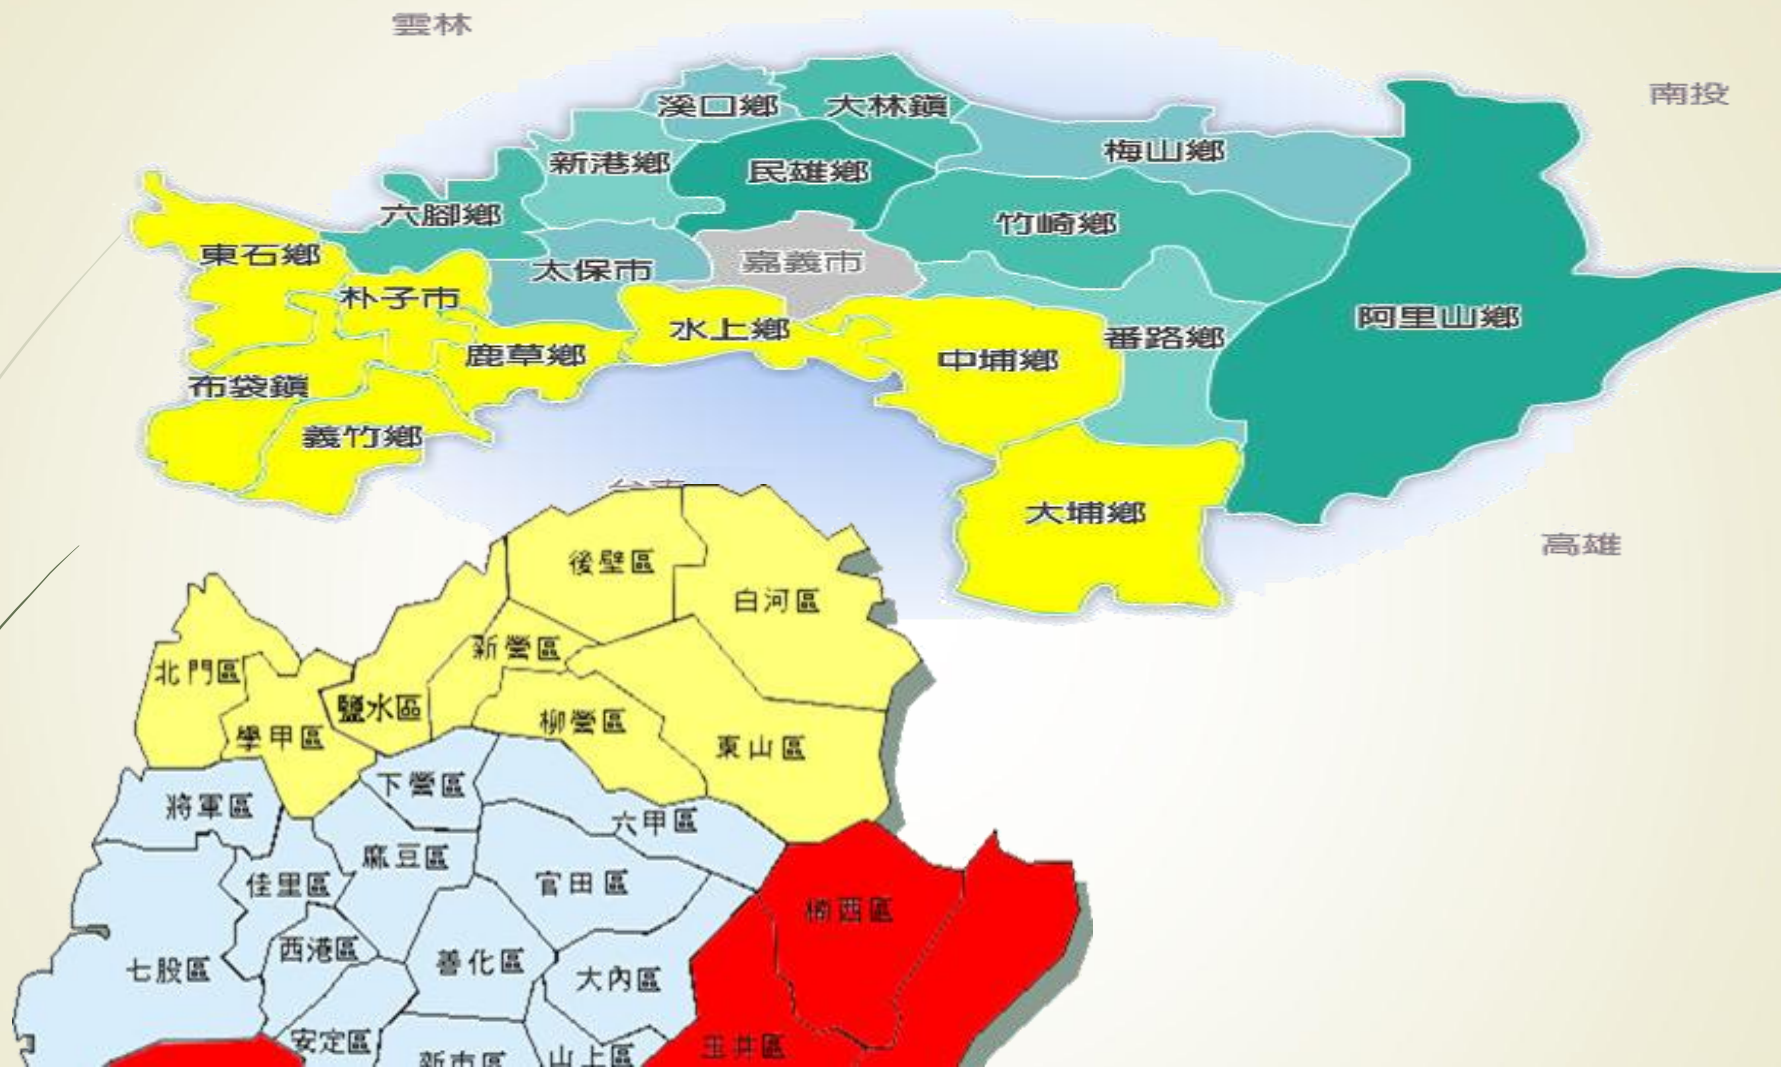 雲林
南投
溪口鄉
大林鎮
梅山鄉
新港鄉
民雄鄉
六腳鄉
竹崎鄉
東石鄉
太保市
嘉義市
朴子市
水上鄉
番路鄉
阿里山鄉
鹿草鄉
中埔鄉
布袋鎮
義竹鄉
大埔鄉
高雄
後壁區
白河區
新營區
北門區
鹽水區
柳營區
學甲區
東山區
下營區
將軍區
六甲區
麻豆區
佳里區
官田區
楠西區
西港區
善化區
七股區
大內區
安定區
玉井區
新市區
山上區